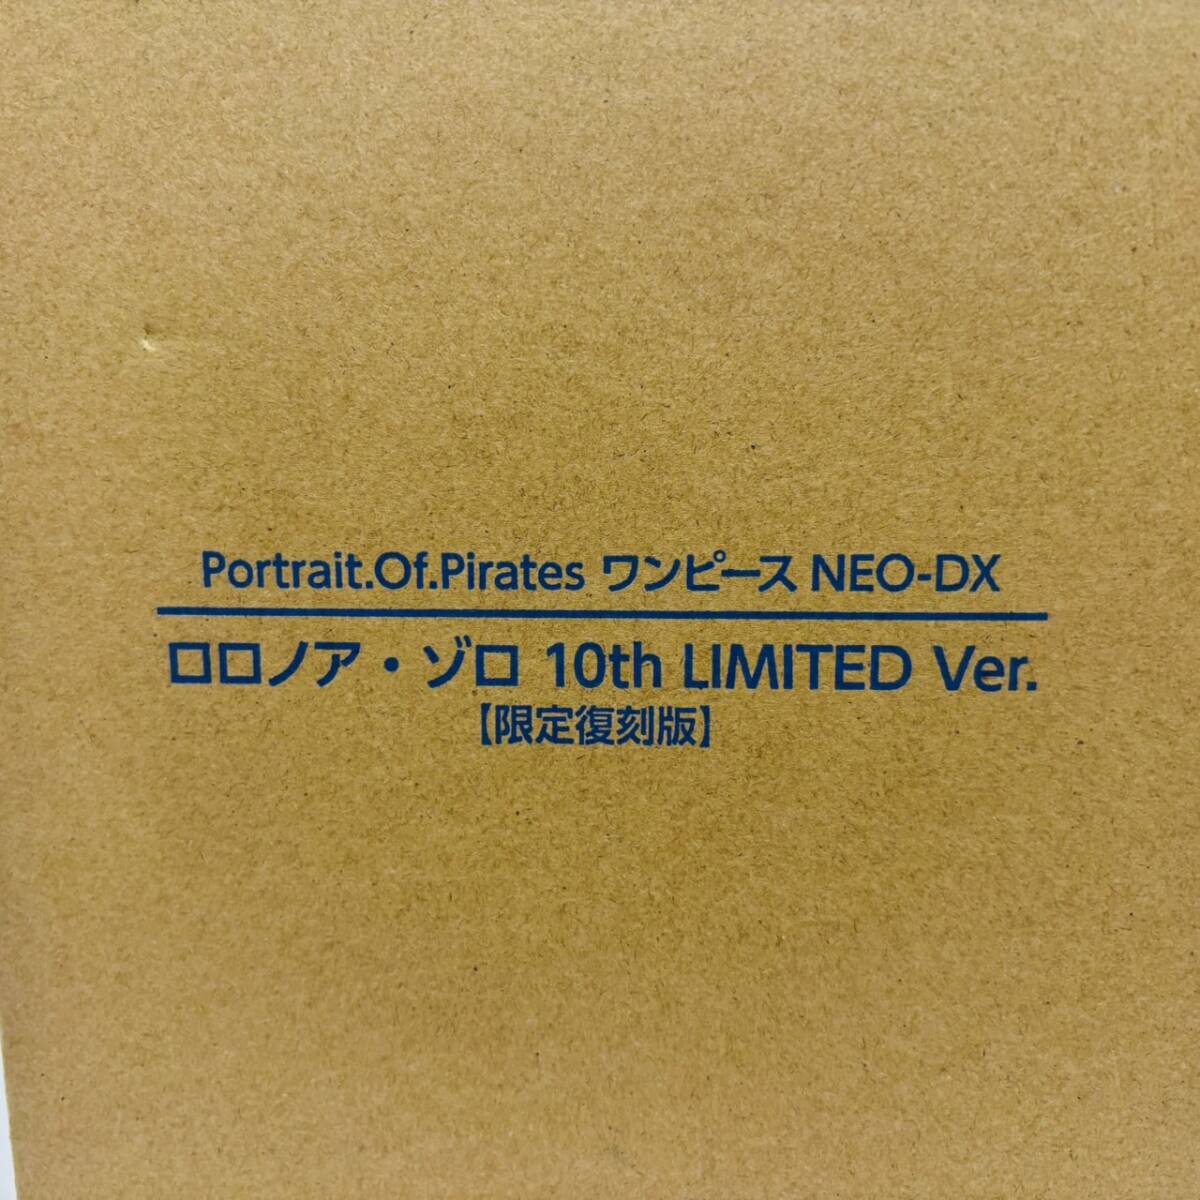 Portrait.Of.Pirates ワンピース NEO-DX
ロロノア・ゾロ 10th LIMITED Ver.
【限定復刻版】